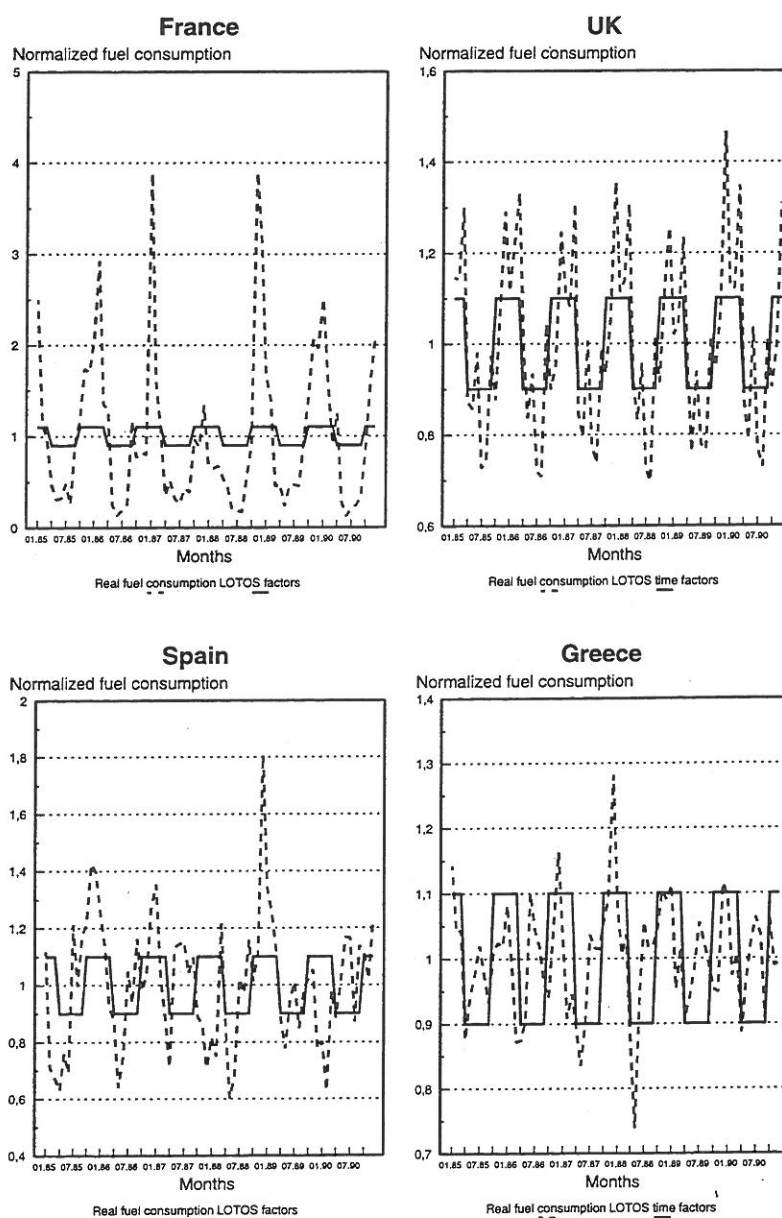 France
Normalized fuel consumption
5
4
3
2
1
0
01.85 07.85 01.86 07.86 01.87 07.87 01.88 07.88 01.89 07.89 01.90 07.90
Months
Real fuel consumption LOTOS factors
UK
Normalized fuel consumption
1,6
1,4
1,2
1
0,8
0,6
01.85 07.85 01.86 07.86 01.87 07.87 01.88 07.88 01.89 07.89 01.90 07.90
Months
Real fuel consumption LOTOS time factors
Spain
Normalized fuel consumption
2
1,8
1,6
1,4
1,2
1
0,8
0,6
0,4
01.85 07.85 01.86 07.86 01.87 07.87 01.88 07.88 01.89 07.89 01.90 07.90
Months
Real fuel consumption LOTOS factors
Greece
Normalized fuel consumption
1,4
1,3
1,2
1,1
1,0
0,9
0,8
0,7
01.85 07.85 01.86 07.86 01.87 07.87 01.88 07.88 01.89 07.89 01.90 07.90
Months
Real fuel consumption LOTOS time factors